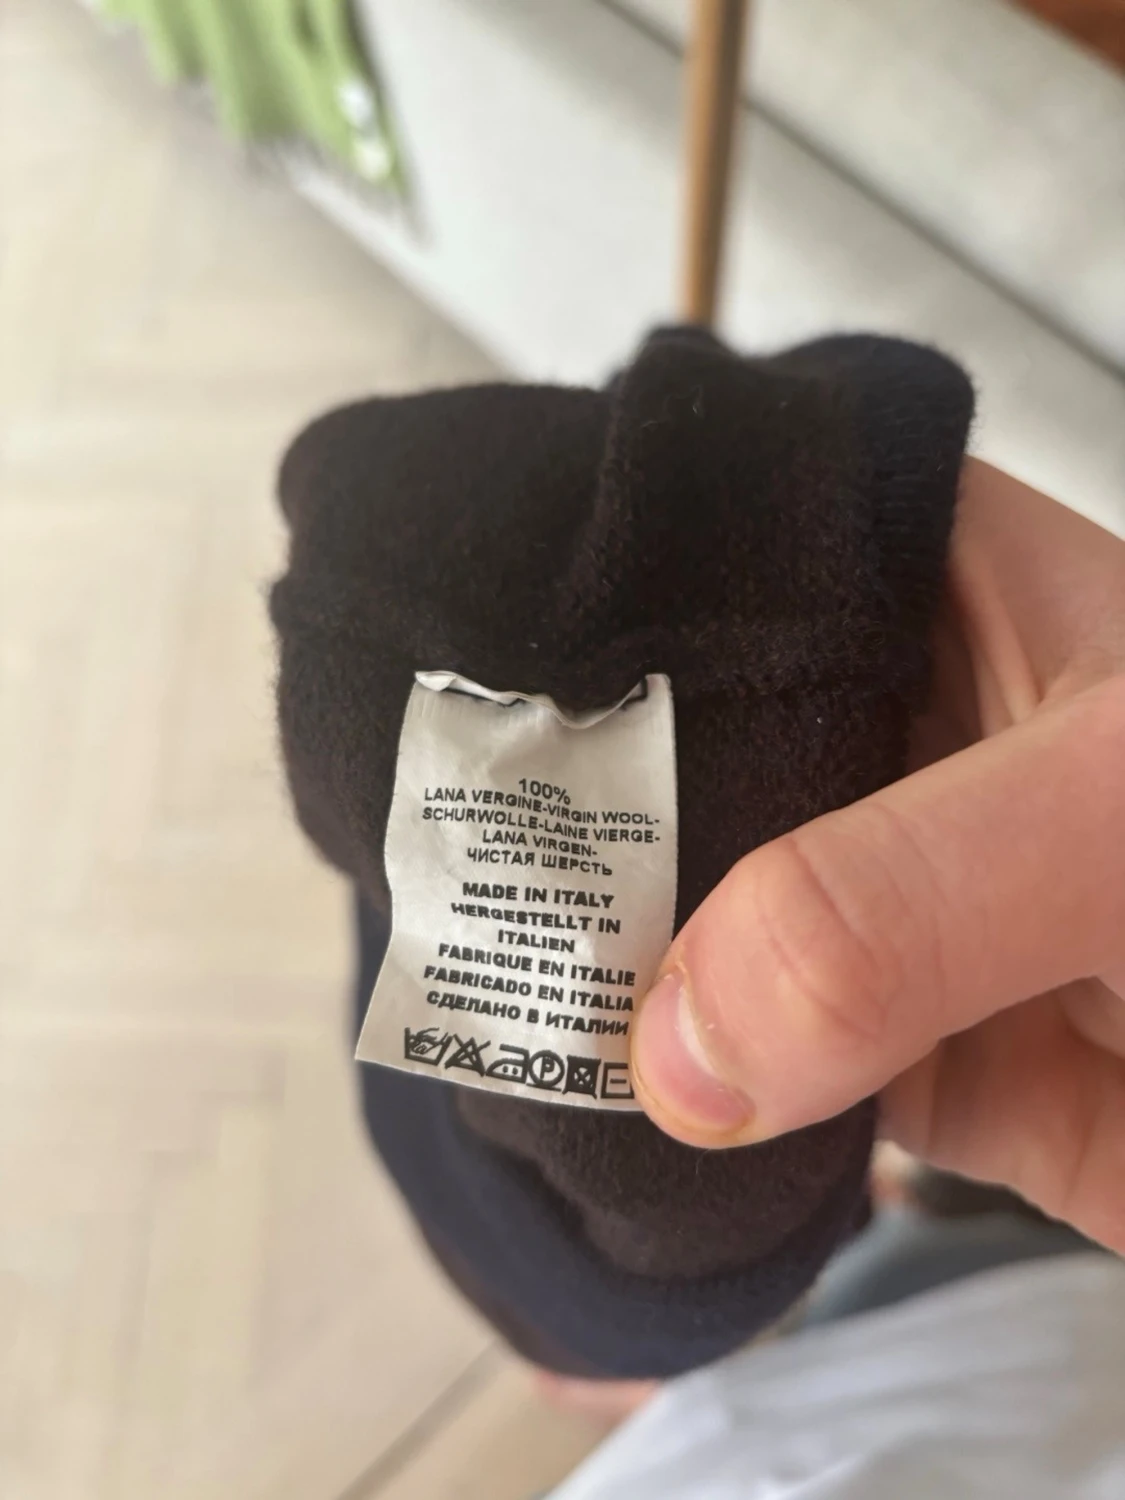 100%
LANA VERGINE-VIRGIN WOOL-
SCHURWOLLE-LAINE VIERGE-
LANA VIRGEN-
ЧИСТАЯ ШЕРСТЬ
MADE IN ITALY
HERGESTELLT IN
ITALIEN
FABRIQUE EN ITALIE
FABRICADO EN ITALIA
СДЕЛАНО В ИТАЛИИ
P